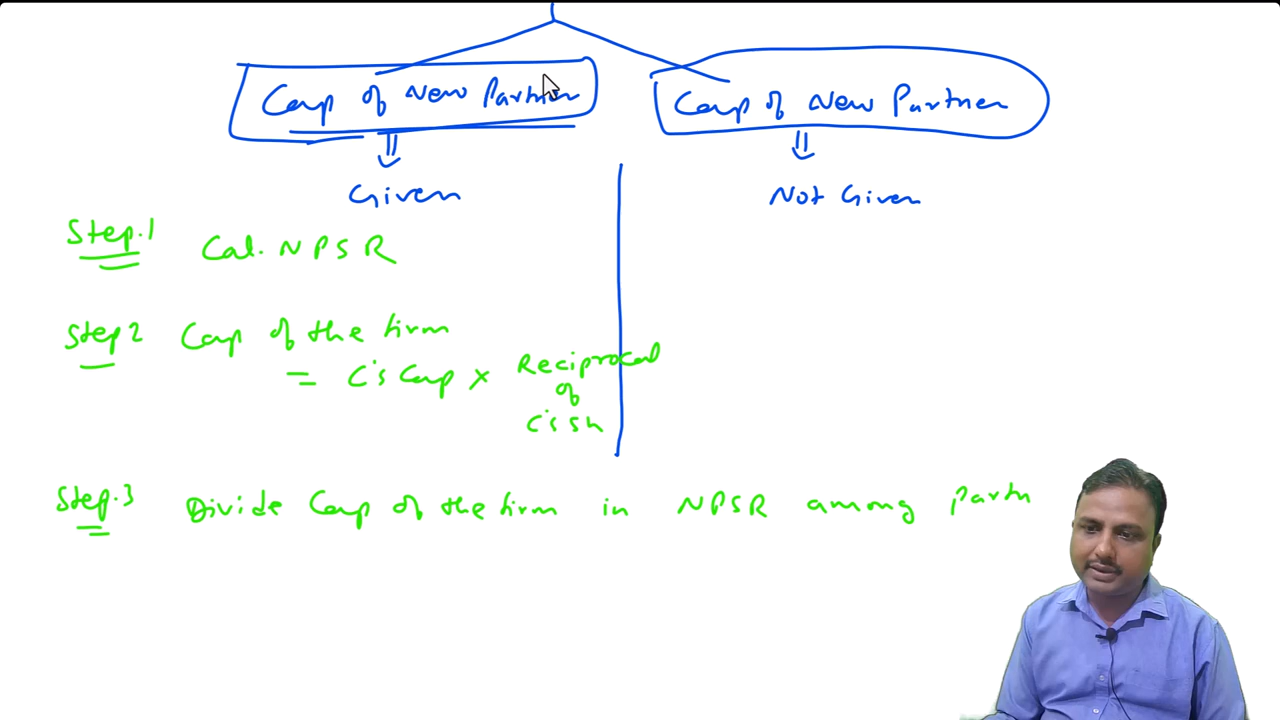 Cap of New Partner
Cap of New Partner
Given
Not Given
Step.1 Cal. NPSR
Step 2 Cap of the firm
= C's Cap × Reciprocal
of
C's Sh
Step.3 Divide Cap of the firm in NPSR among Partn